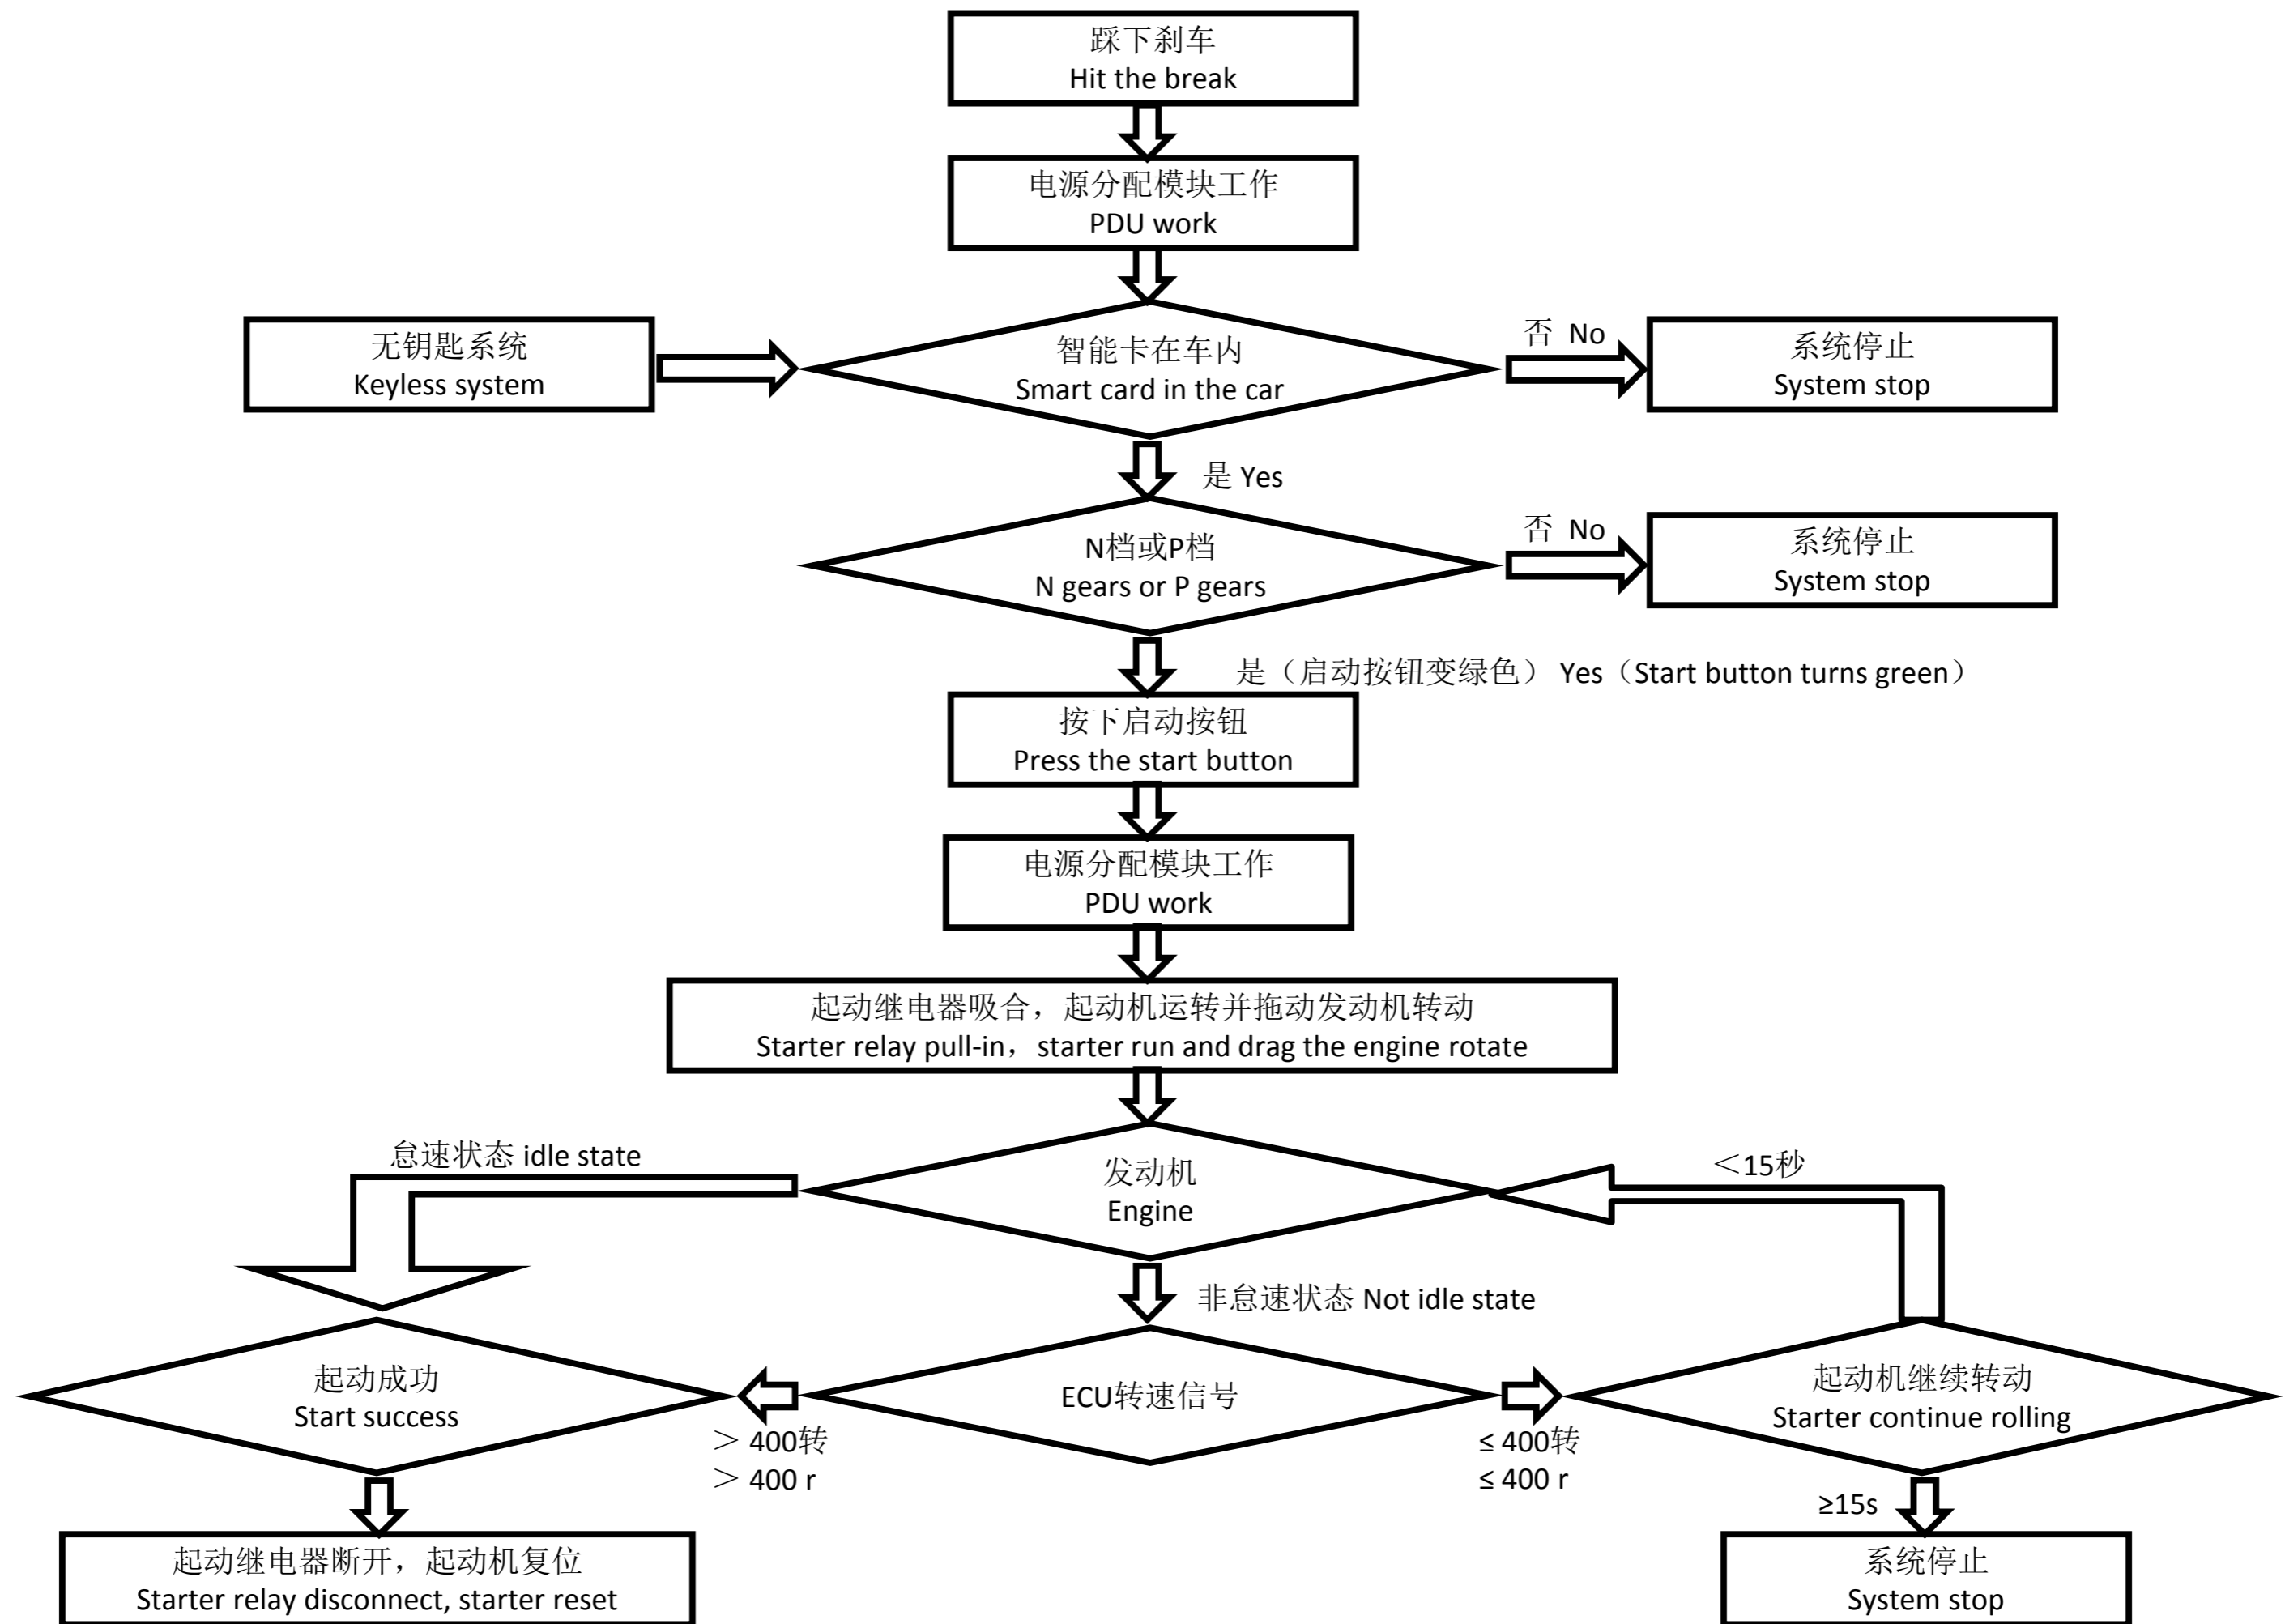 踩下刹车
Hit the break
电源分配模块工作
PDU work
无钥匙系统
Keyless system
智能卡在车内
Smart card in the car
否 No
系统停止
System stop
是 Yes
N档或P档
N gears or P gears
否 No
系统停止
System stop
是（启动按钮变绿色） Yes（Start button turns green）
按下启动按钮
Press the start button
电源分配模块工作
PDU work
起动继电器吸合，起动机运转并拖动发动机转动
Starter relay pull-in，starter run and drag the engine rotate
怠速状态 idle state
发动机
Engine
＜15秒
非怠速状态 Not idle state
起动成功
Start success
＞ 400转
＞ 400 r
ECU转速信号
≤ 400转
≤ 400 r
起动机继续转动
Starter continue rolling
≥15s
起动继电器断开，起动机复位
Starter relay disconnect, starter reset
系统停止
System stop